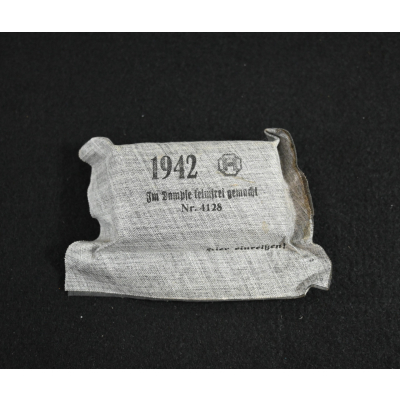 1942
Im Dampfe keimfrei gemacht
Nr. 4128
Hier einreißen!